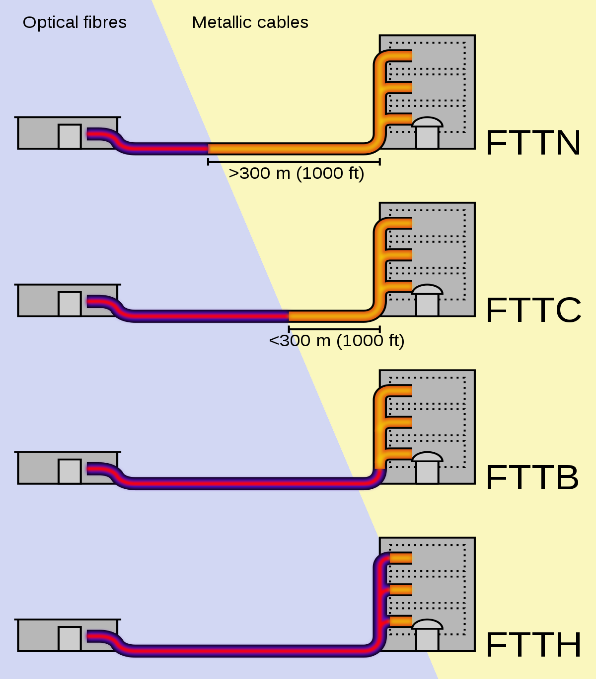 Optical fibres
Metallic cables
FTTN
>300 m (1000 ft)
FTTC
<300 m (1000 ft)
FTTB
FTTH